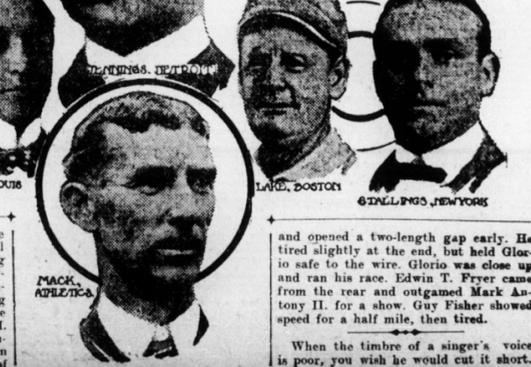 JENNINGS. DETROIT
LAKE, BOSTON
STALLINGS, NEWYORK
MACK,
ATHLETICS.
and opened a two-length gap early. He
tired slightly at the end, but held Glor-
io safe to the wire. Glorio was close up
and ran his race. Edwin T. Fryer came
from the rear and outgamed Mark An-
tony II. for a show. Guy Fisher showed
speed for a half mile, then tired.
When the timbre of a singer's voice
is poor, you wish he would cut it short.